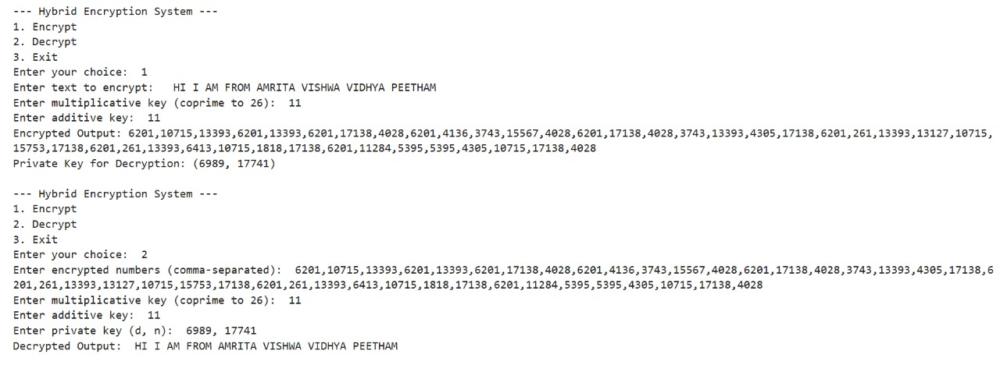 --- Hybrid Encryption System ---
1. Encrypt
2. Decrypt
3. Exit
Enter your choice:  1
Enter text to encrypt:   HI I AM FROM AMRITA VISHWA VIDHYA PEETHAM
Enter multiplicative key (coprime to 26):  11
Enter additive key:  11
Encrypted Output: 6201,10715,13393,6201,13393,6201,17138,4028,6201,4136,3743,15567,4028,6201,17138,4028,3743,13393,4305,17138,6201,261,13393,13127,10715,
15753,17138,6201,261,13393,6413,10715,1818,17138,6201,11284,5395,5395,4305,10715,17138,4028
Private Key for Decryption: (6989, 17741)
--- Hybrid Encryption System ---
1. Encrypt
2. Decrypt
3. Exit
Enter your choice:  2
Enter encrypted numbers (comma-separated):  6201,10715,13393,6201,13393,6201,17138,4028,6201,4136,3743,15567,4028,6201,17138,4028,3743,13393,4305,17138,6
201,261,13393,13127,10715,15753,17138,6201,261,13393,6413,10715,1818,17138,6201,11284,5395,5395,4305,10715,17138,4028
Enter multiplicative key (coprime to 26):  11
Enter additive key:  11
Enter private key (d, n):  6989, 17741
Decrypted Output:  HI I AM FROM AMRITA VISHWA VIDHYA PEETHAM